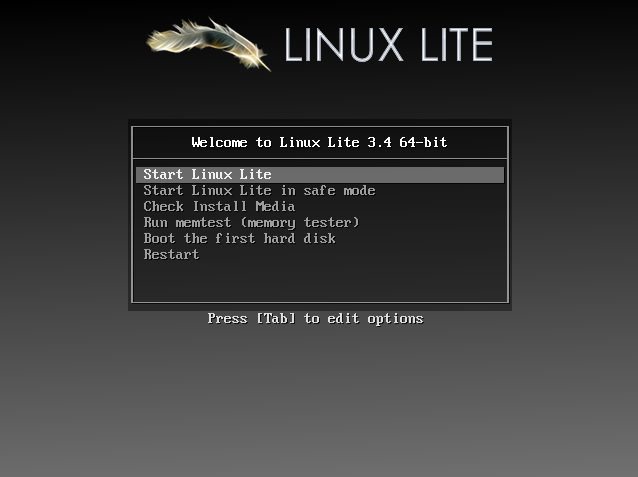 LINUX LITE
Welcome to Linux Lite 3.4 64-bit
Start Linux Lite
Start Linux Lite in safe mode
Check Install Media
Run memtest (memory tester)
Boot the first hard disk
Restart
Press [Tab] to edit options